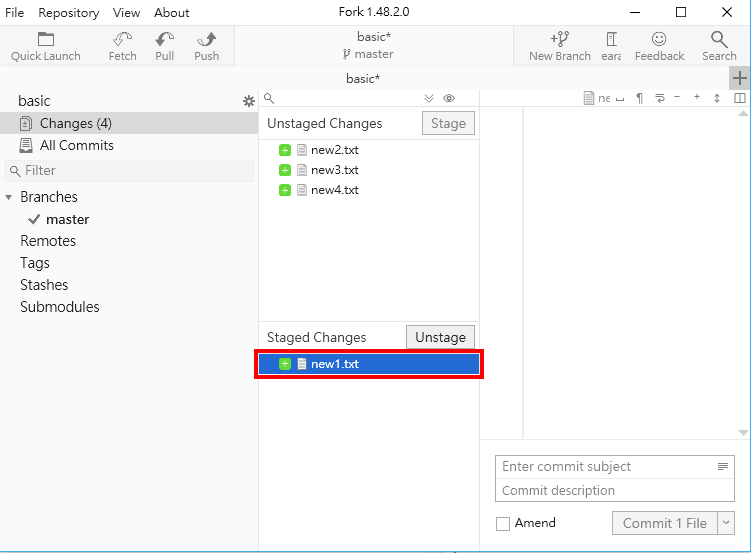 File Repository View About Fork 1.48.2.0
Quick Launch Fetch Pull Push basic* master New Branch eara Feedback Search
basic*
basic
Changes (4)
All Commits
Filter
Branches
master
Remotes
Tags
Stashes
Submodules
Unstaged Changes Stage
new2.txt
new3.txt
new4.txt
Staged Changes Unstage
new1.txt
ne
Enter commit subject
Commit description
Amend Commit 1 File